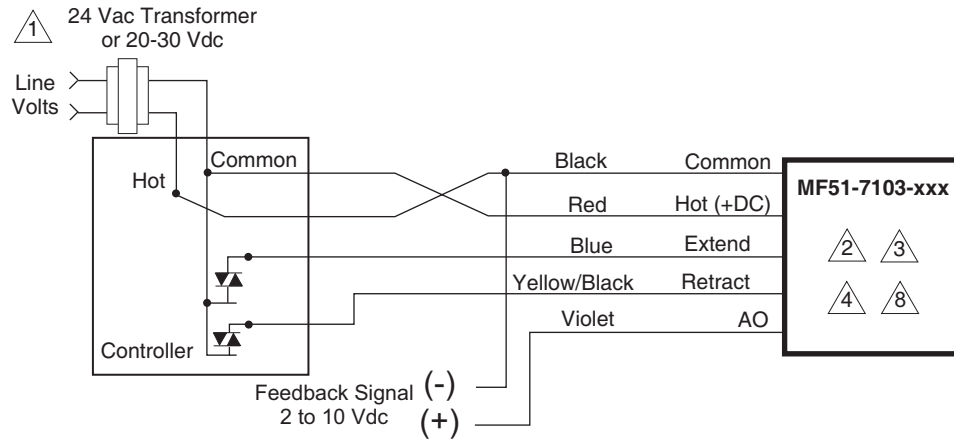 1
24 Vac Transformer
or 20-30 Vdc
Line
Volts
Common
Hot
Controller
Black
Common
Red
Hot (+DC)
Blue
Extend
Yellow/Black
Retract
Violet
AO
MF51-7103-xxx
2 3
4 8
Feedback Signal (-)
2 to 10 Vdc (+)